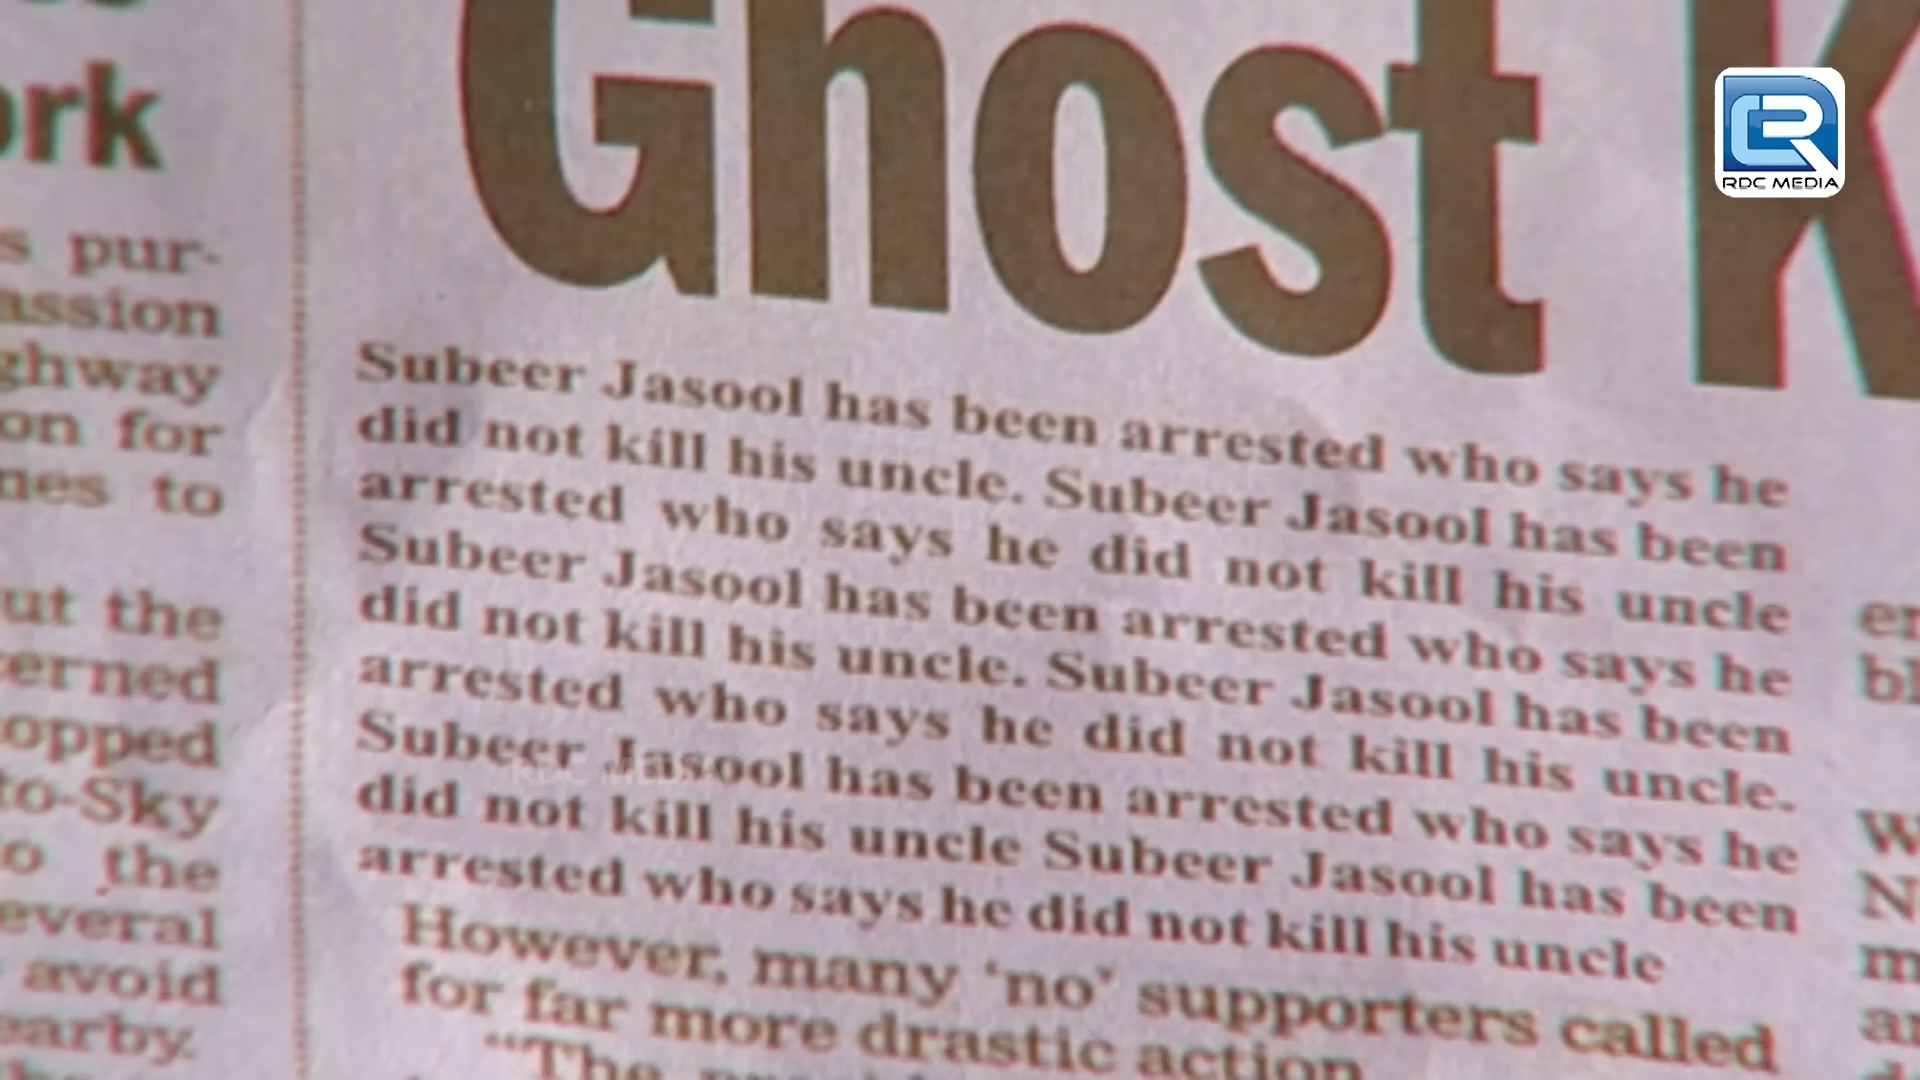 Ghost K
RDC MEDIA
Subeer Jasool has been arrested who says he
did not kill his uncle. Subeer Jasool has been
arrested who says he did not kill his uncle
Subeer Jasool has been arrested who says he
did not kill his uncle. Subeer Jasool has been
arrested who says he did not kill his uncle.
Subeer Jasool has been arrested who says he
did not kill his uncle Subeer Jasool has been
arrested who says he did not kill his uncle
However, many ‘no’ supporters called
for far more drastic action
“The
ork
s pur-
assion
ghway
on for
nes to
ut the
erned
opped
to-Sky
o the
everal
avoid
earby.
er
bl
W
N
m